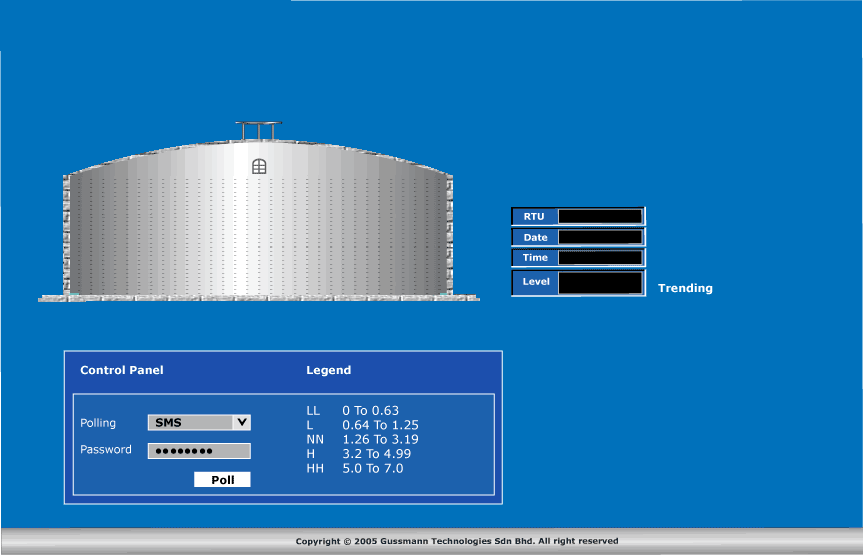 RTU
Date
Time
Level
Trending
Control Panel
Legend
Polling SMS
Password ●●●●●●●●
Poll
LL 0 To 0.63
L 0.64 To 1.25
NN 1.26 To 3.19
H 3.2 To 4.99
HH 5.0 To 7.0
Copyright © 2005 Gussmann Technologies Sdn Bhd. All right reserved